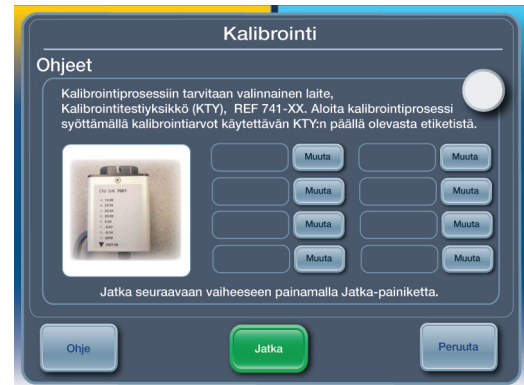 Kalibrointi
Ohjeet
Kalibrointiprosessiin tarvitaan valinnainen laite,
Kalibrointitestiyksikkö (KTY), REF 741-XX. Aloita kalibrointiprosessi
syöttämällä kalibrointiarvot käytettävän KTY:n päällä olevasta etiketistä.
Muuta Muuta
Muuta Muuta
Muuta Muuta
Muuta Muuta
Jatka seuraavaan vaiheeseen painamalla Jatka-painiketta.
Ohje Jatka Peruuta